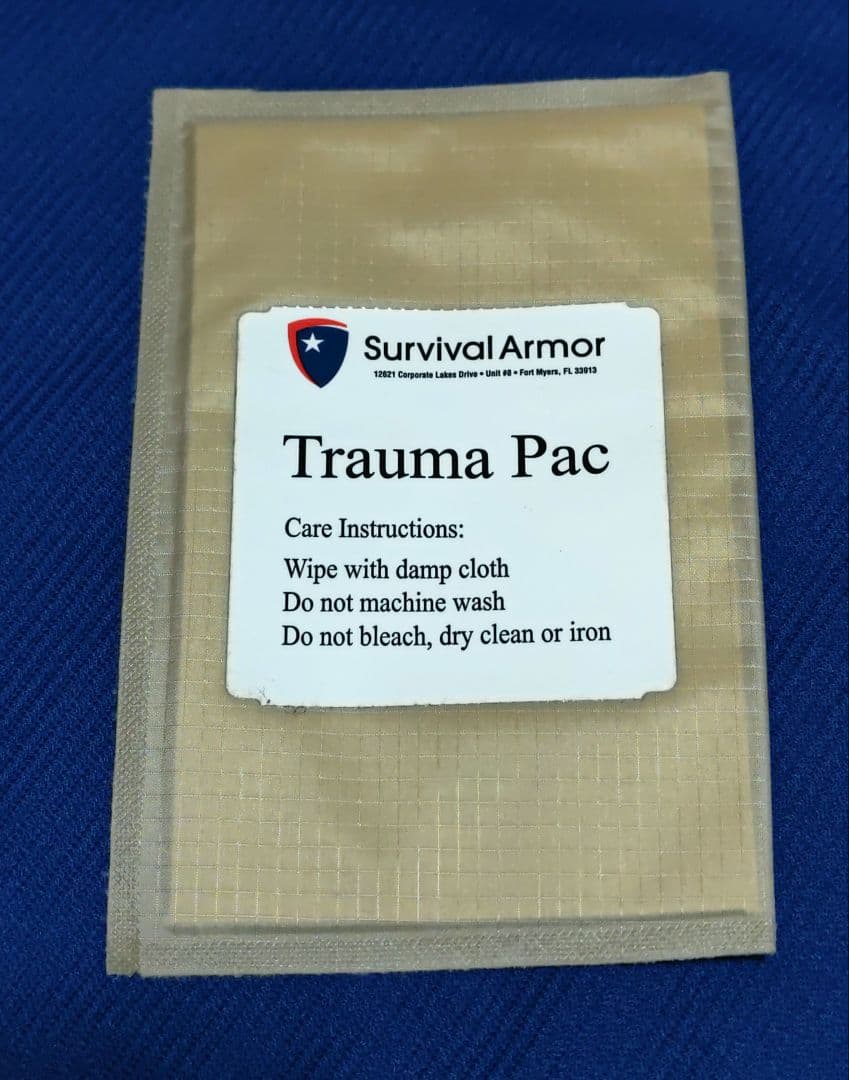 Survival Armor
12621 Corporate Lakes Drive • Unit #8 • Fort Myers, FL 33913
Trauma Pac
Care Instructions:
Wipe with damp cloth
Do not machine wash
Do not bleach, dry clean or iron